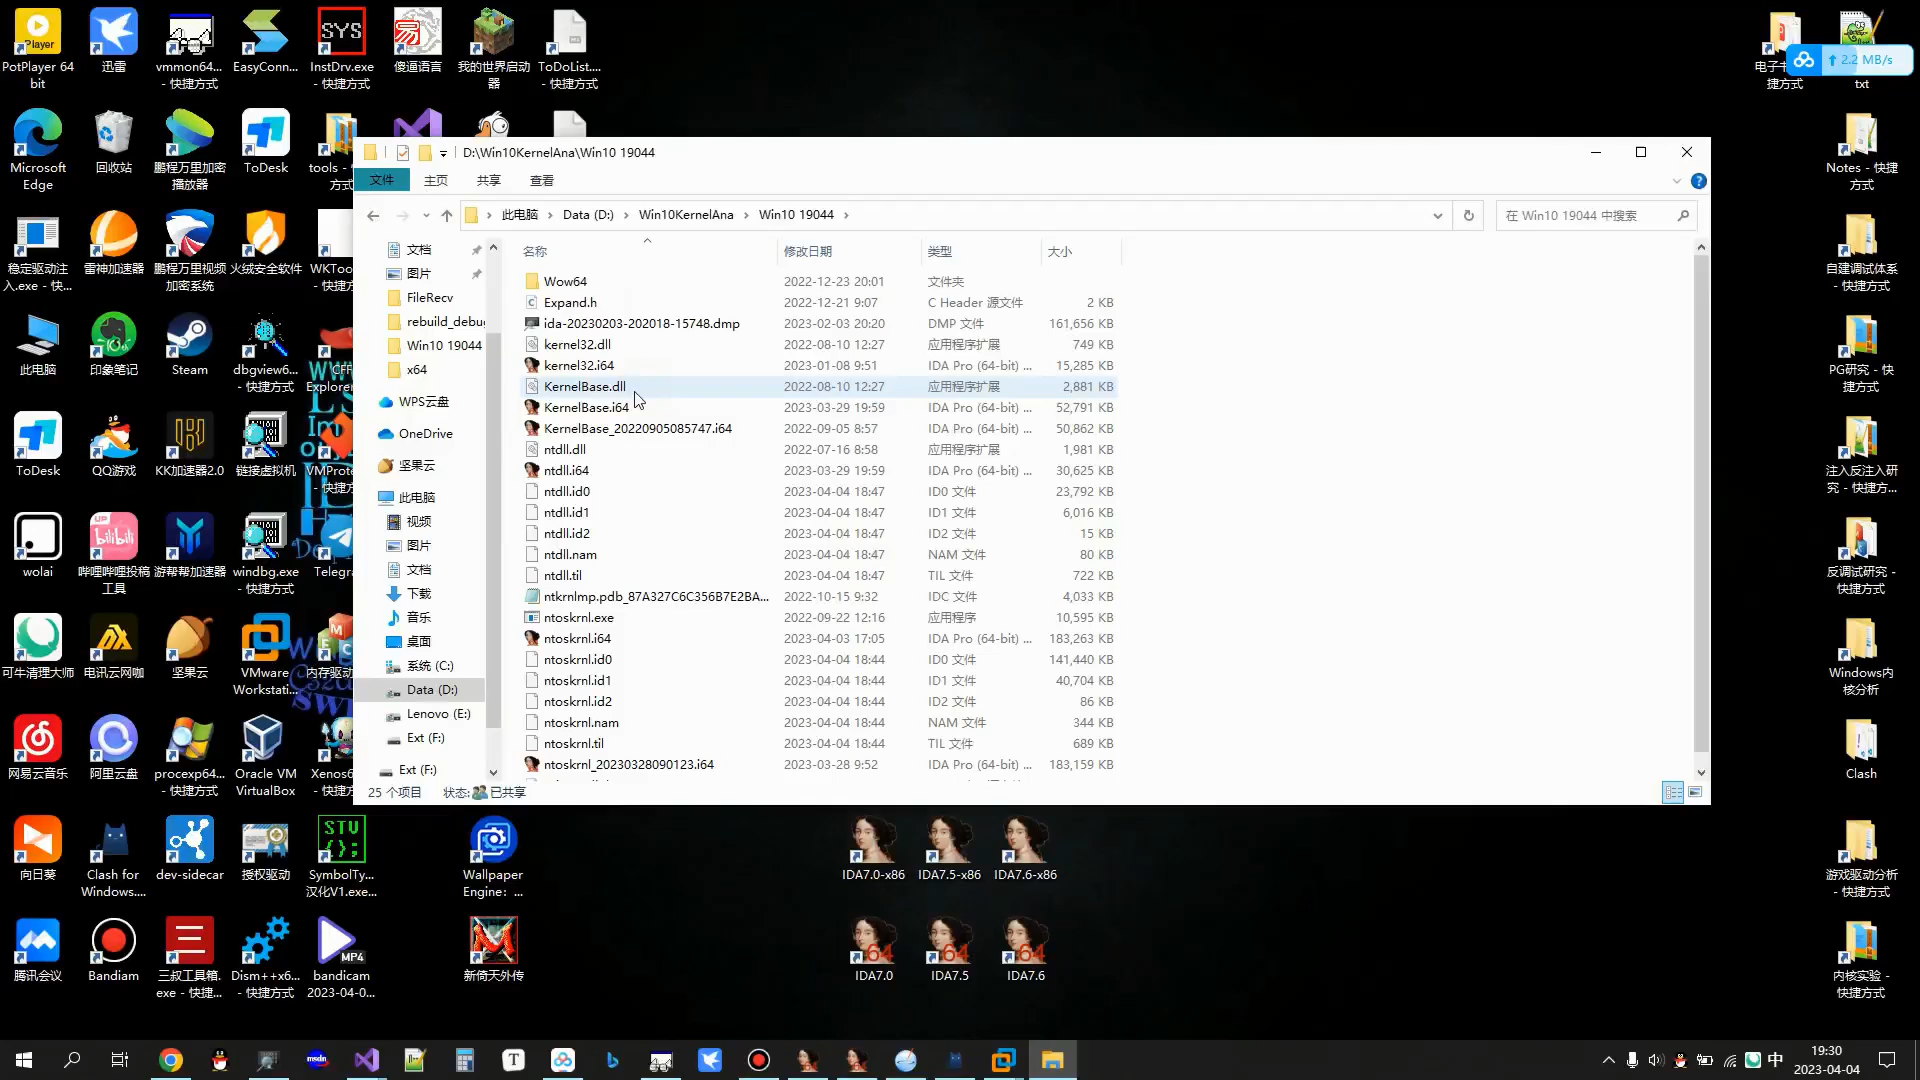 PotPlayer 64
bit
迅雷
vmmon64...
- 快捷方式
EasyConn...
SYS
InstDrv.exe
- 快捷方式
傻逼语言
我的世界启动
器
ToDoList....
- 快捷方式
捷方式
2.2 MB/s
txt
Microsoft
Edge
回收站
鹏程万里加密
播放器
ToDesk
tools -
方式
Notes - 快捷
方式
稳定驱动注
入.exe - 快...
雷神加速器
鹏程万里视频
加密系统
火绒安全软件
WKToo
自建调试体系
- 快捷方式
此电脑
印象笔记
Steam
dbgview6...
- 快捷方式
CFF
Explorer
PG研究 - 快
捷方式
ToDesk
QQ游戏
KK加速器2.0
链接虚拟机
VMProte
- 快捷方
注入反注入研
究 - 快捷方...
wolai
哔哩哔哩投稿
工具
游帮帮加速器
windbg.exe
- 快捷方式
Telegra
反调试研究 -
快捷方式
可牛清理大师
电讯云网咖
坚果云
VMware
Workstati...
内存驱动
Windows内
核分析
网易云音乐
阿里云盘
procexp64...
- 快捷方式
Oracle VM
VirtualBox
Xenos6
- 快捷方
Clash
向日葵
Clash for
Windows....
dev-sidecar
授权驱动
STV
{};
SymbolTy...
汉化V1.exe...
Wallpaper
Engine: ...
IDA7.0-x86
IDA7.5-x86
IDA7.6-x86
游戏驱动分析
- 快捷方式
腾讯会议
Bandiam
三叔工具箱.
exe - 快捷...
Dism++x6...
- 快捷方式
MP4
bandicam
2023-04-0...
新倚天外传
64
IDA7.0
64
IDA7.5
64
IDA7.6
内核实验 -
快捷方式
D:\Win10KernelAna\Win10 19044
文件 主页 共享 查看
此电脑 Data (D:) Win10KernelAna Win10 19044
在 Win10 19044 中搜索
文档
图片
FileRecv
rebuild_debu
Win10 19044
x64
WPS云盘
OneDrive
坚果云
此电脑
视频
图片
文档
下载
音乐
桌面
系统 (C:)
Data (D:)
Lenovo (E:)
Ext (F:)
Ext (F:)
名称 修改日期 类型 大小
Wow64 2022-12-23 20:01 文件夹
Expand.h 2022-12-21 9:07 C Header 源文件 2 KB
ida-20230203-202018-15748.dmp 2023-02-03 20:20 DMP 文件 161,656 KB
kernel32.dll 2022-08-10 12:27 应用程序扩展 749 KB
kernel32.i64 2023-01-08 9:51 IDA Pro (64-bit) ... 15,285 KB
KernelBase.dll 2022-08-10 12:27 应用程序扩展 2,881 KB
KernelBase.i64 2023-03-29 19:59 IDA Pro (64-bit) ... 52,791 KB
KernelBase_20220905085747.i64 2022-09-05 8:57 IDA Pro (64-bit) ... 50,862 KB
ntdll.dll 2022-07-16 8:58 应用程序扩展 1,981 KB
ntdll.i64 2023-03-29 19:59 IDA Pro (64-bit) ... 30,625 KB
ntdll.id0 2023-04-04 18:47 ID0 文件 23,792 KB
ntdll.id1 2023-04-04 18:47 ID1 文件 6,016 KB
ntdll.id2 2023-04-04 18:47 ID2 文件 15 KB
ntdll.nam 2023-04-04 18:47 NAM 文件 80 KB
ntdll.til 2023-04-04 18:47 TIL 文件 722 KB
ntkrnlmp.pdb_87A327C6C356B7E2BA... 2022-10-15 9:32 IDC 文件 4,033 KB
ntoskrnl.exe 2022-09-22 12:16 应用程序 10,595 KB
ntoskrnl.i64 2023-04-03 17:05 IDA Pro (64-bit) ... 183,263 KB
ntoskrnl.id0 2023-04-04 18:44 ID0 文件 141,440 KB
ntoskrnl.id1 2023-04-04 18:44 ID1 文件 40,704 KB
ntoskrnl.id2 2023-04-04 18:44 ID2 文件 86 KB
ntoskrnl.nam 2023-04-04 18:44 NAM 文件 344 KB
ntoskrnl.til 2023-04-04 18:44 TIL 文件 689 KB
ntoskrnl_20230328090123.i64 2023-03-28 9:52 IDA Pro (64-bit) ... 183,159 KB
25 个项目 状态: 已共享
中
19:30
2023-04-04